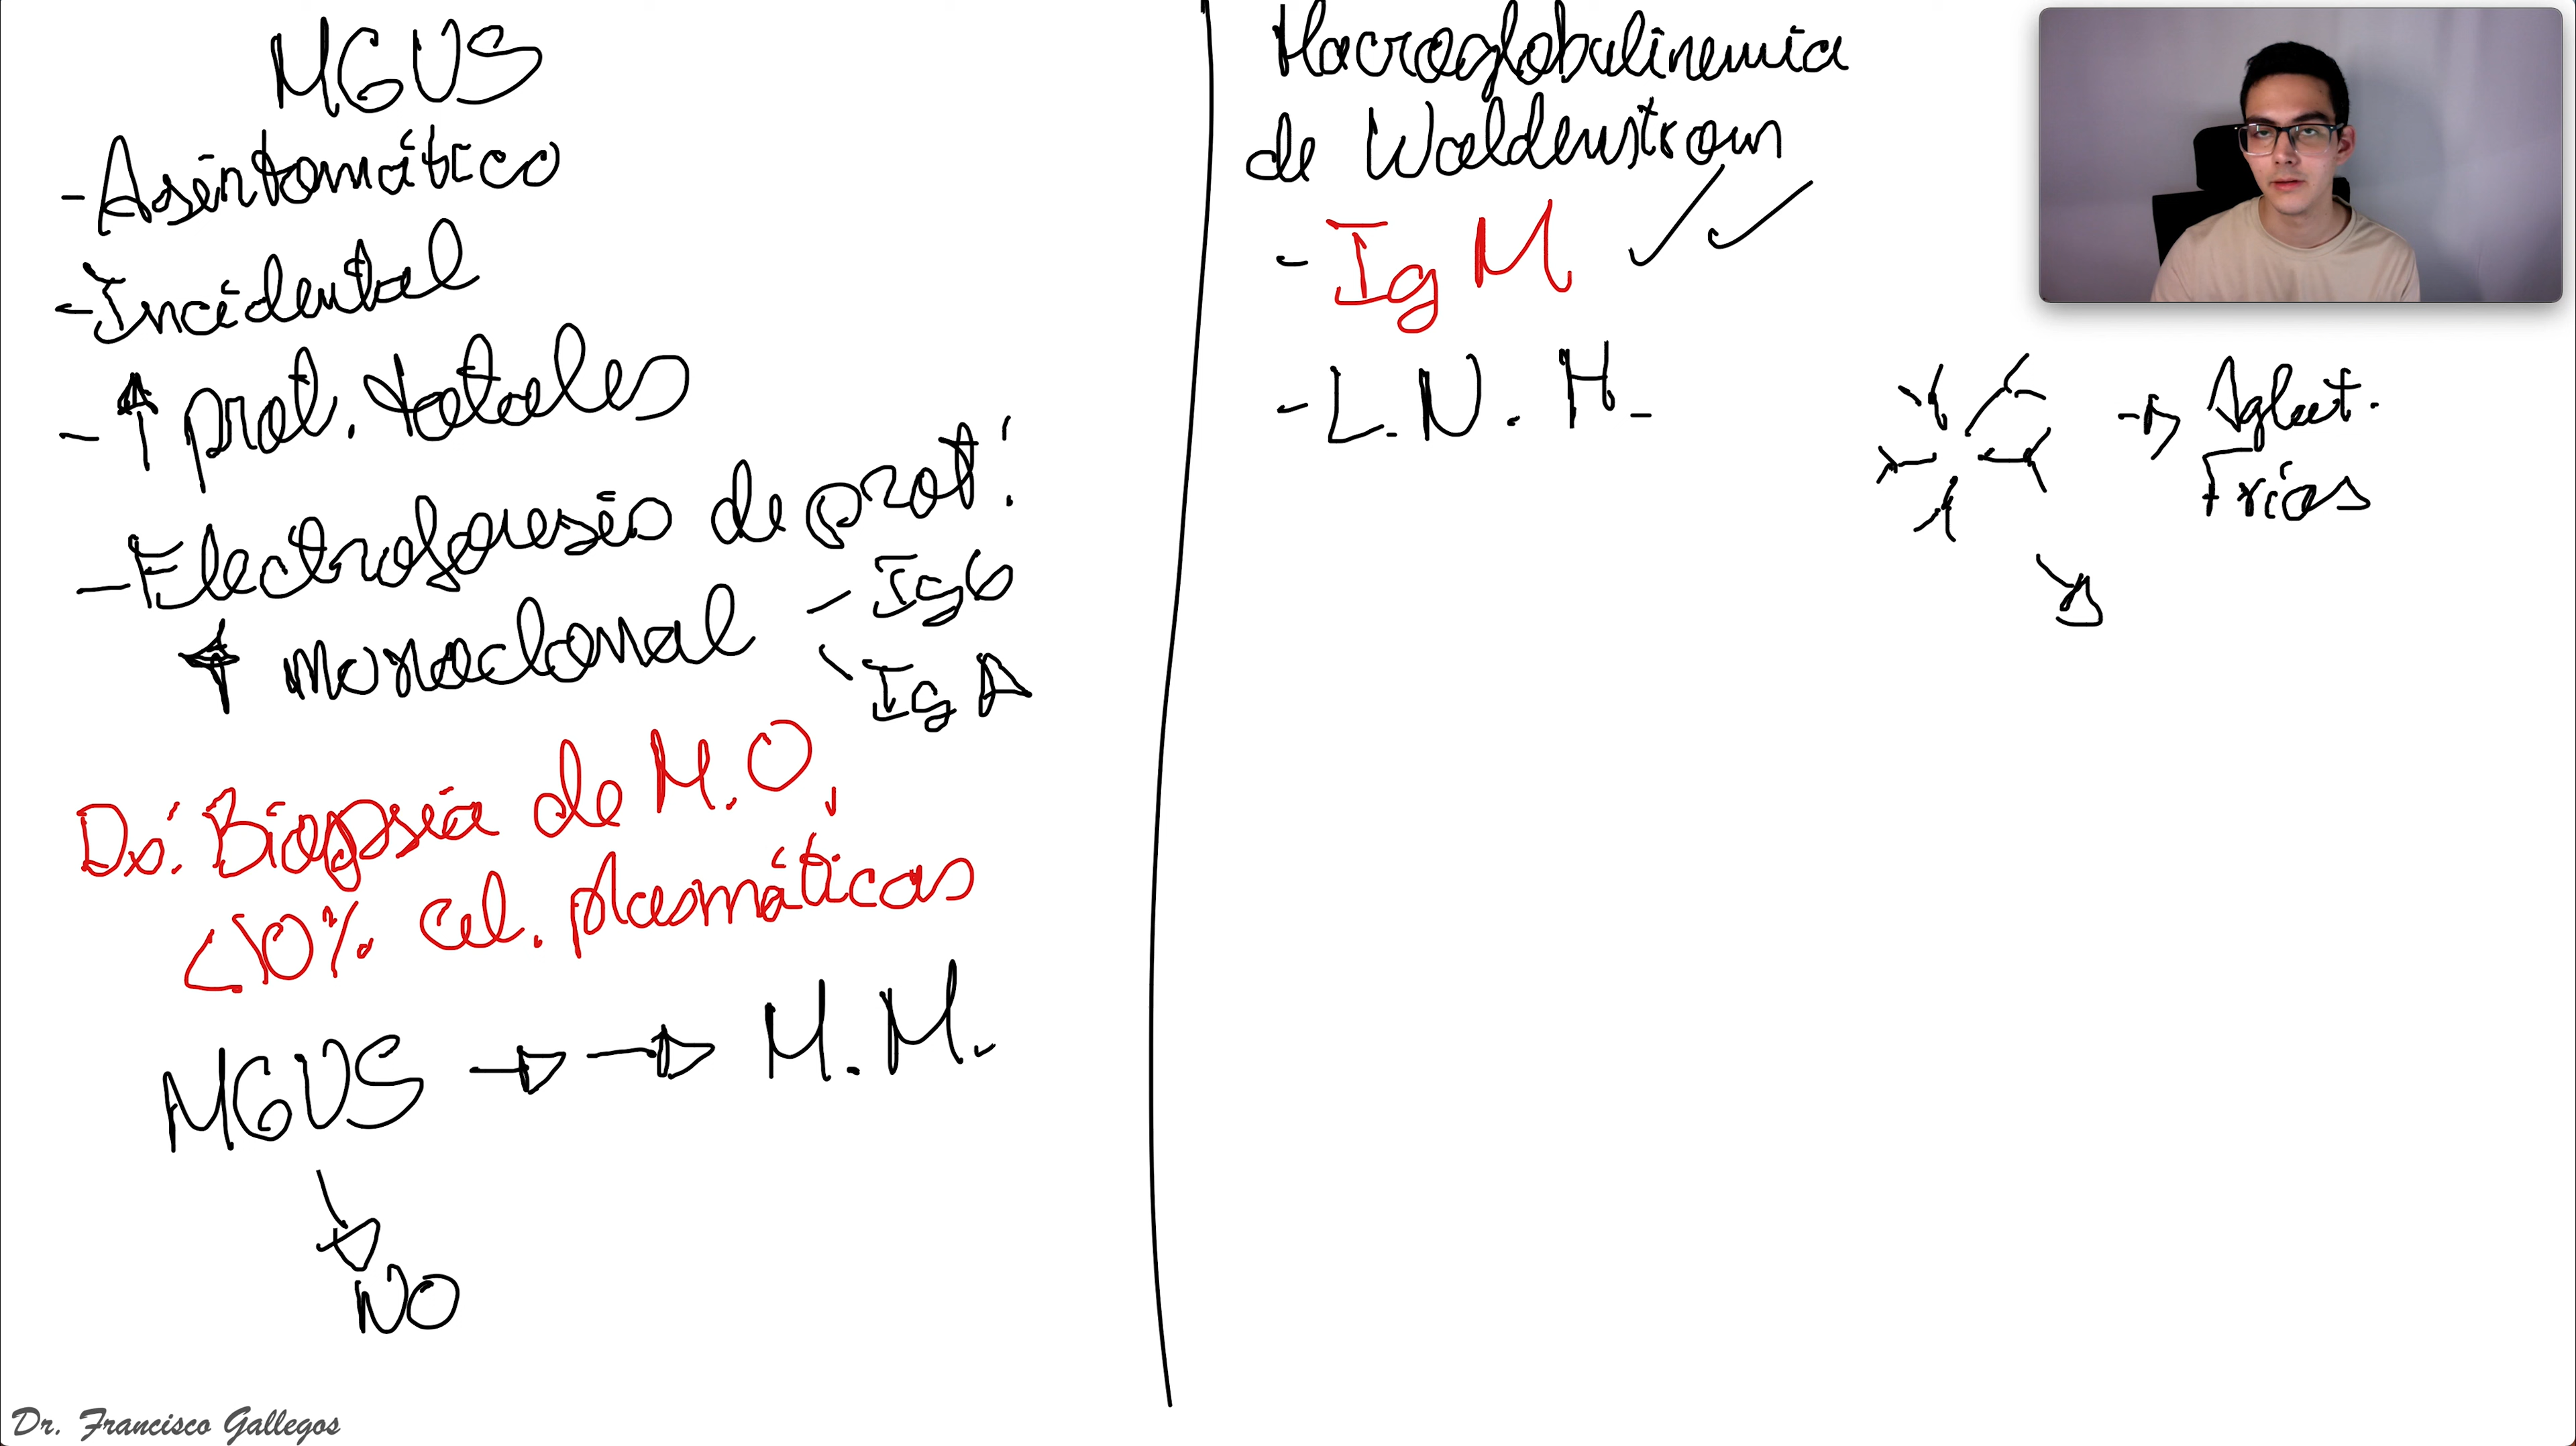 MGUS
- Asintomático
- Incidental
- ↑ prot. totales
- Electroforesis de prot:
↑ monoclonal - IgG
IgA
Dx: Biopsia de M.O.
<10% cel. plasmáticas
MGUS → → M.M.
NO
Macroglobulinemia
de Waldenstrom
- IgM ✓✓
- L.N.H.
→ Aglut.
Frías
Dr. Francisco Gallegos